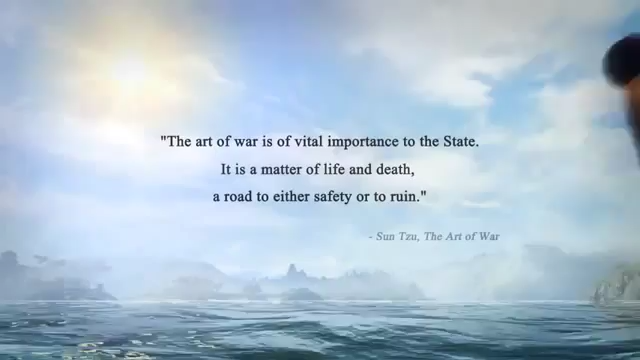 "The art of war is of vital importance to the State.
It is a matter of life and death,
a road to either safety or to ruin."
- Sun Tzu, The Art of War